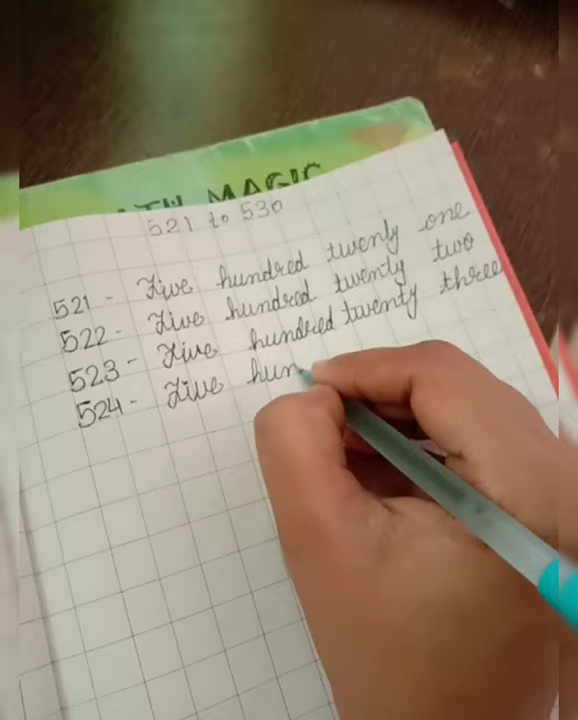 MAGIC
521 to 530
521 - Five hundred twenty one
522 - Five hundred twenty two
523 - Five hundred twenty three
524 - Five hun